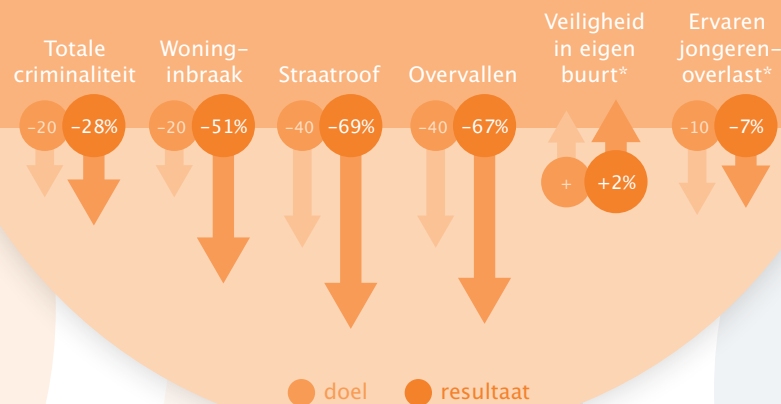 Totale
criminaliteit
Woning–
inbraak
Straatroof
Overvallen
Veiligheid
in eigen
buurt*
Ervaren
jongeren–
overlast*
–20
–28%
–20
–51%
–40
–69%
–40
–67%
+
+2%
–10
–7%
doel
resultaat